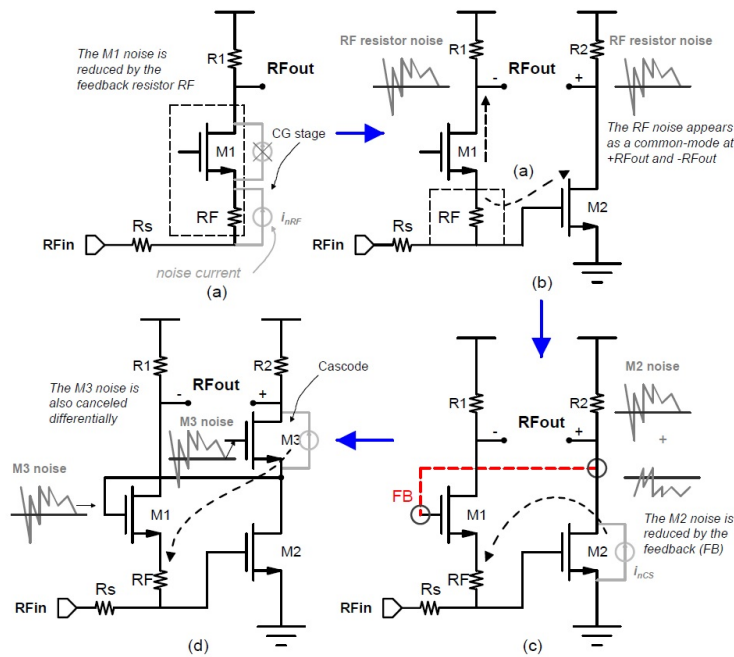 The M1 noise
is reduced by the
feedback resistor RF
R1
RFout
CG stage
M1
RF
inRF
Rs
RFin
noise current
(a)
RF resistor noise
R1
R2
RF resistor noise
RFout
-
+
The RF noise appears
as a common-mode at
+RFout and -RFout
M1
(a)
RF
M2
Rs
RFin
(b)
R1
R2
RFout
-
+
Cascode
The M3 noise is
also canceled
differentially
M3 noise
M3
M3 noise
M1
M2
RF
Rs
RFin
(d)
R1
R2
M2 noise
+
RFout
-
+
FB
M1
The M2 noise is
reduced by the
feedback (FB)
M2
RF
inCS
Rs
RFin
(c)